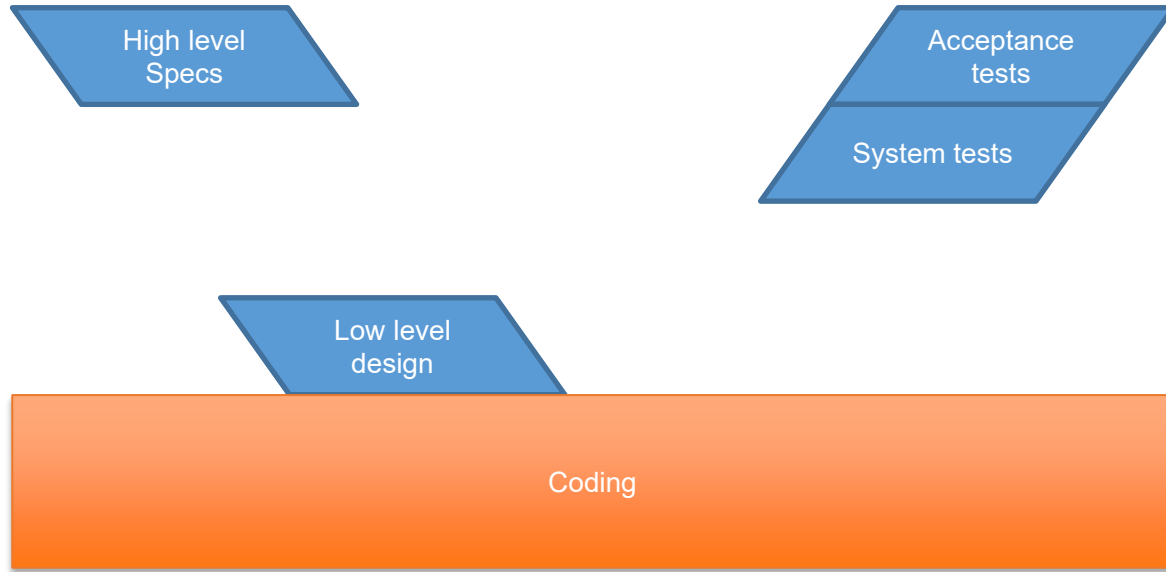 High level
Specs
Acceptance
tests
System tests
Low level
design
Coding